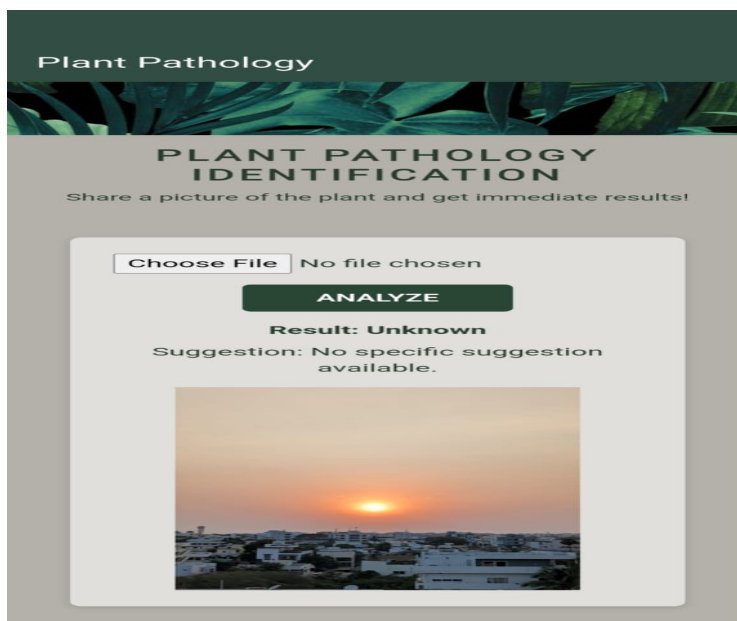 Plant Pathology
PLANT PATHOLOGY
IDENTIFICATION
Share a picture of the plant and get immediate results!
Choose File No file chosen
ANALYZE
Result: Unknown
Suggestion: No specific suggestion
available.